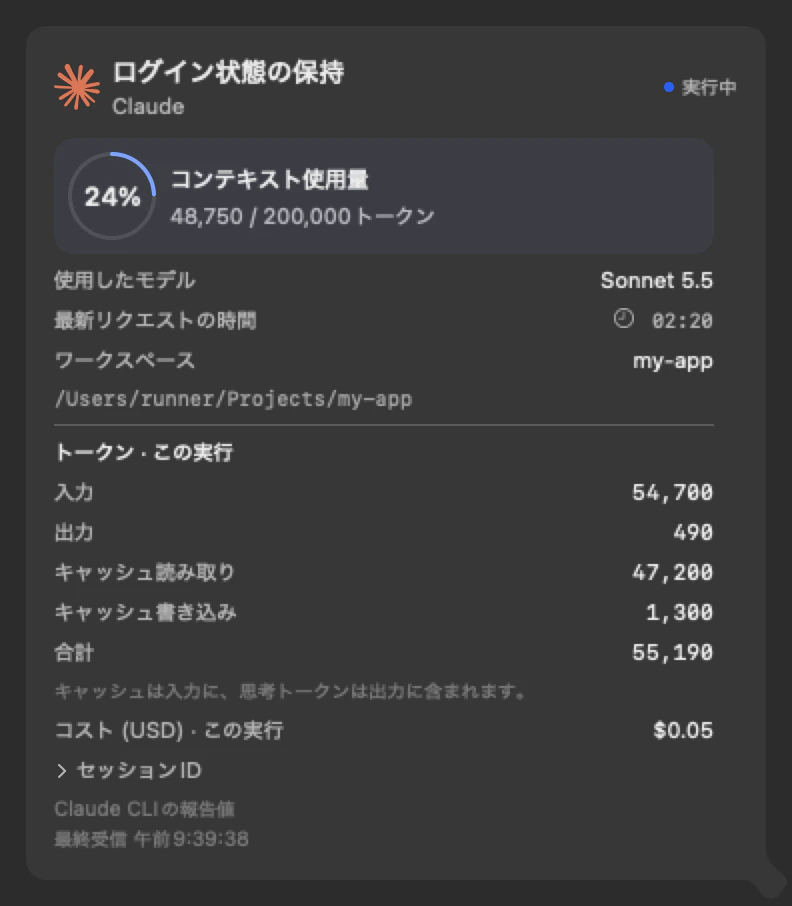 ログイン状態の保持
Claude
実行中
24%
コンテキスト使用量
48,750 / 200,000トークン
使用したモデル Sonnet 5.5
最新リクエストの時間 02:20
ワークスペース my-app
/Users/runner/Projects/my-app
トークン · この実行
入力 54,700
出力 490
キャッシュ読み取り 47,200
キャッシュ書き込み 1,300
合計 55,190
キャッシュは入力に、思考トークンは出力に含まれます。
コスト (USD) · この実行 $0.05
セッションID
Claude CLIの報告値
最終受信 午前9:39:38